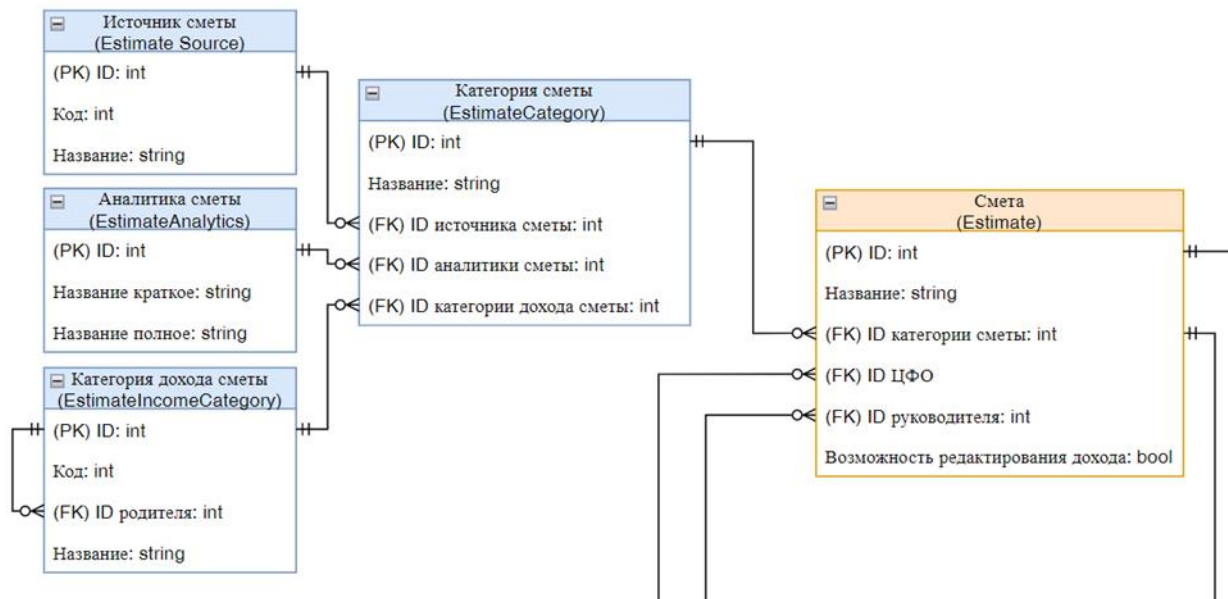 Источник сметы
(Estimate Source)
(PK) ID: int
Код: int
Название: string
Аналитика сметы
(EstimateAnalytics)
(PK) ID: int
Название краткое: string
Название полное: string
Категория дохода сметы
(EstimateIncomeCategory)
(PK) ID: int
Код: int
(FK) ID родителя: int
Название: string
Категория сметы
(EstimateCategory)
(PK) ID: int
Название: string
(FK) ID источника сметы: int
(FK) ID аналитики сметы: int
(FK) ID категории дохода сметы: int
Смета
(Estimate)
(PK) ID: int
Название: string
(FK) ID категории сметы: int
(FK) ID ЦФО
(FK) ID руководителя: int
Возможность редактирования дохода: bool